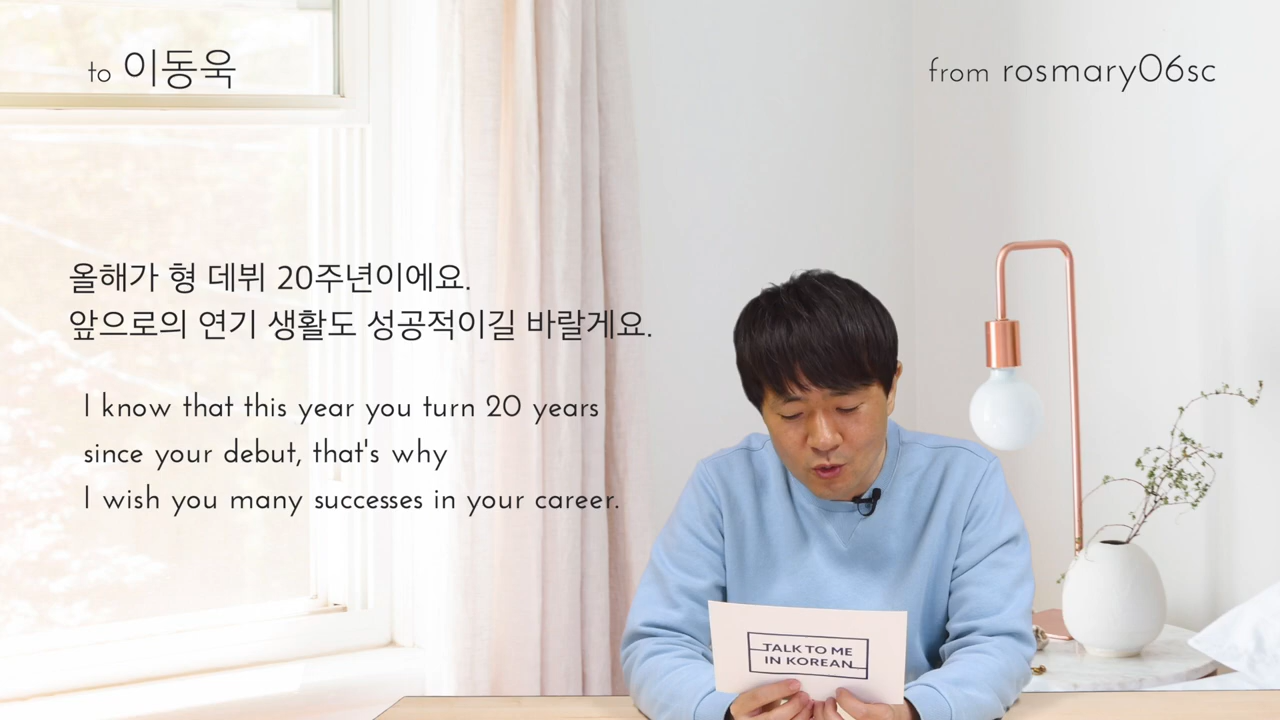 to 이동욱
from rosmary06sc
올해가 형 데뷔 20주년이에요.
앞으로의 연기 생활도 성공적이길 바랄게요.
I know that this year you turn 20 years
since your debut, that's why
I wish you many successes in your career.
TALK TO ME
IN KOREAN